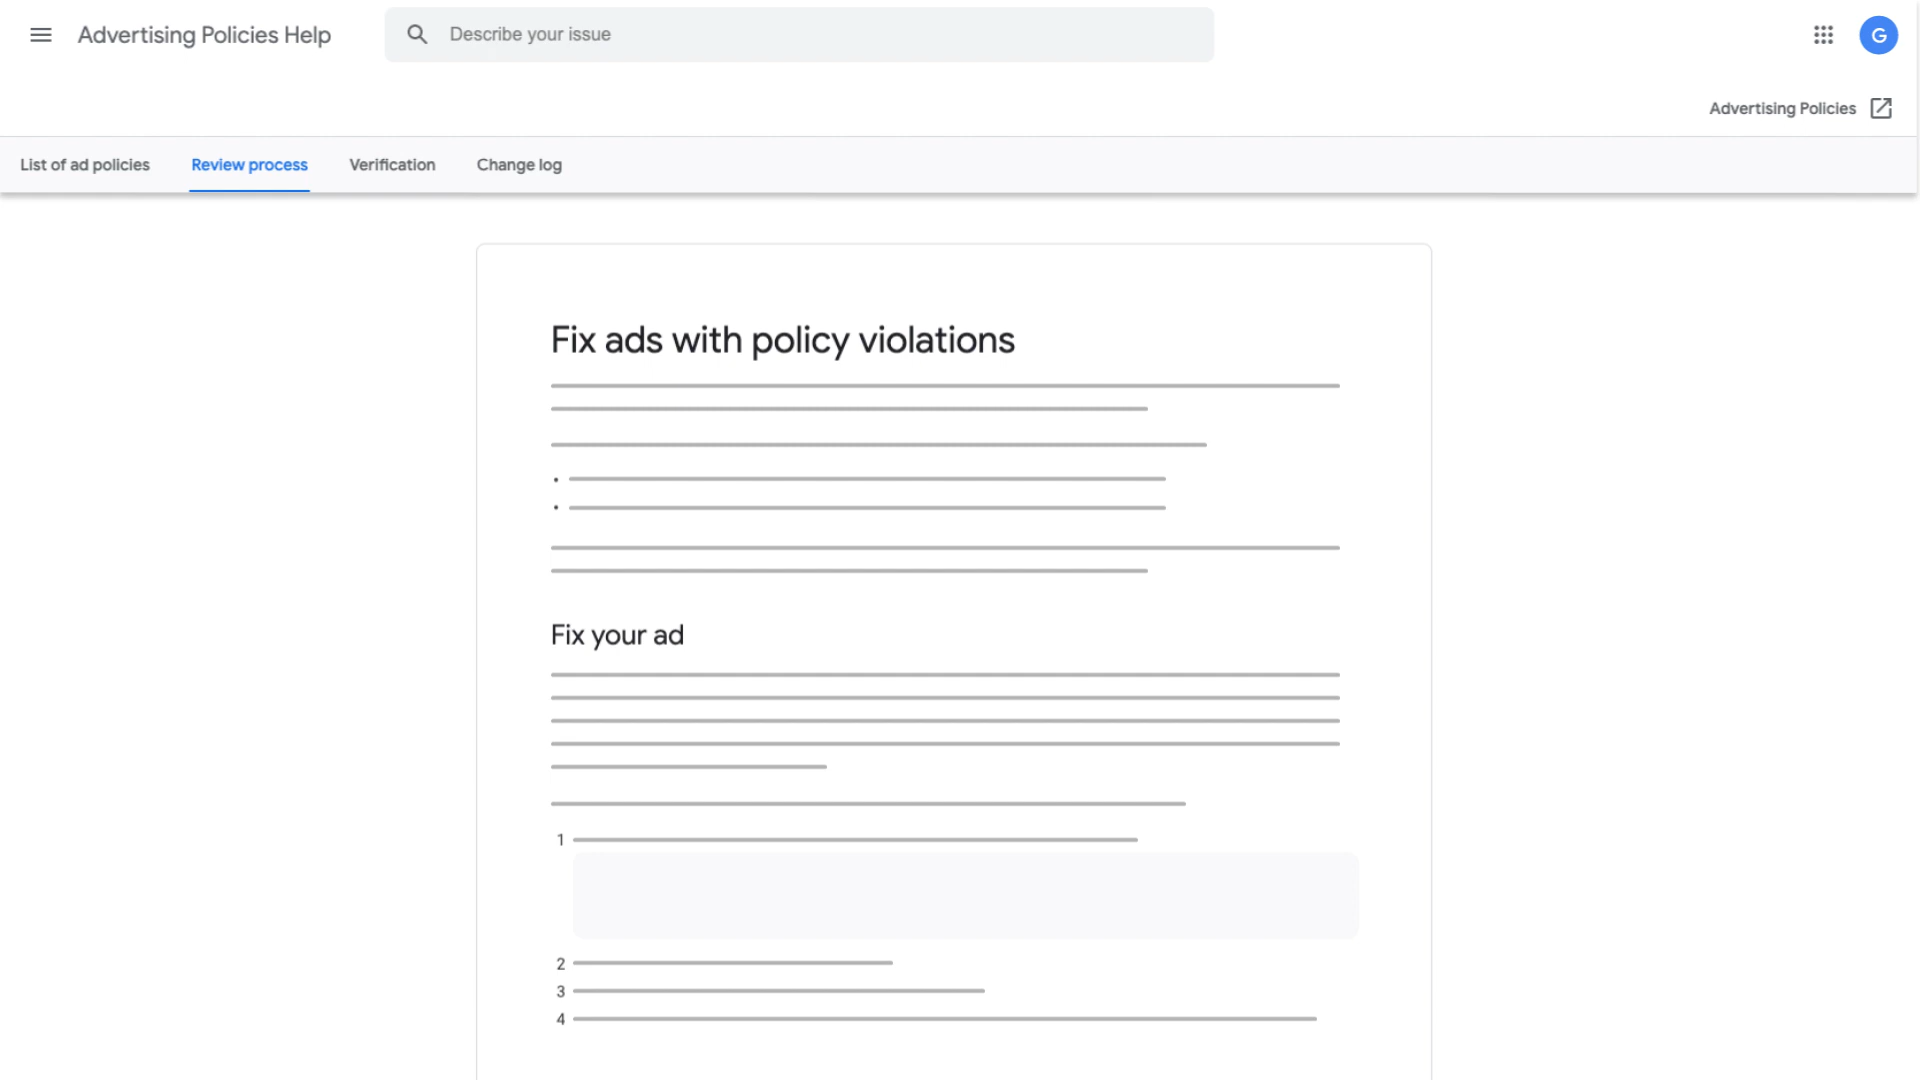 Advertising Policies Help
Describe your issue
G
Advertising Policies
List of ad policies
Review process
Verification
Change log
Fix ads with policy violations
Fix your ad
1
2
3
4